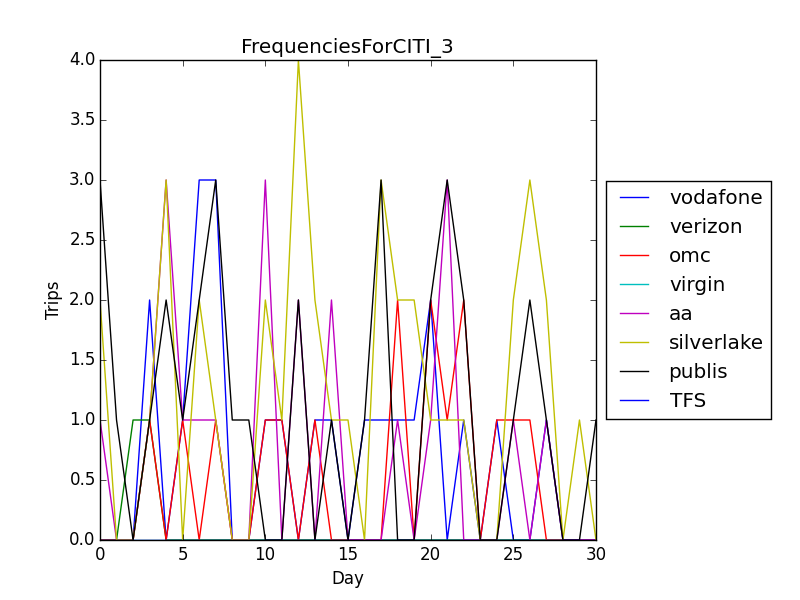 FrequenciesForCITI_3
4.0
3.5
3.0
2.5
2.0
1.5
1.0
0.5
0.0
Trips
0 5 10 15 20 25 30
Day
vodafone
verizon
omc
virgin
aa
silverlake
publis
TFS